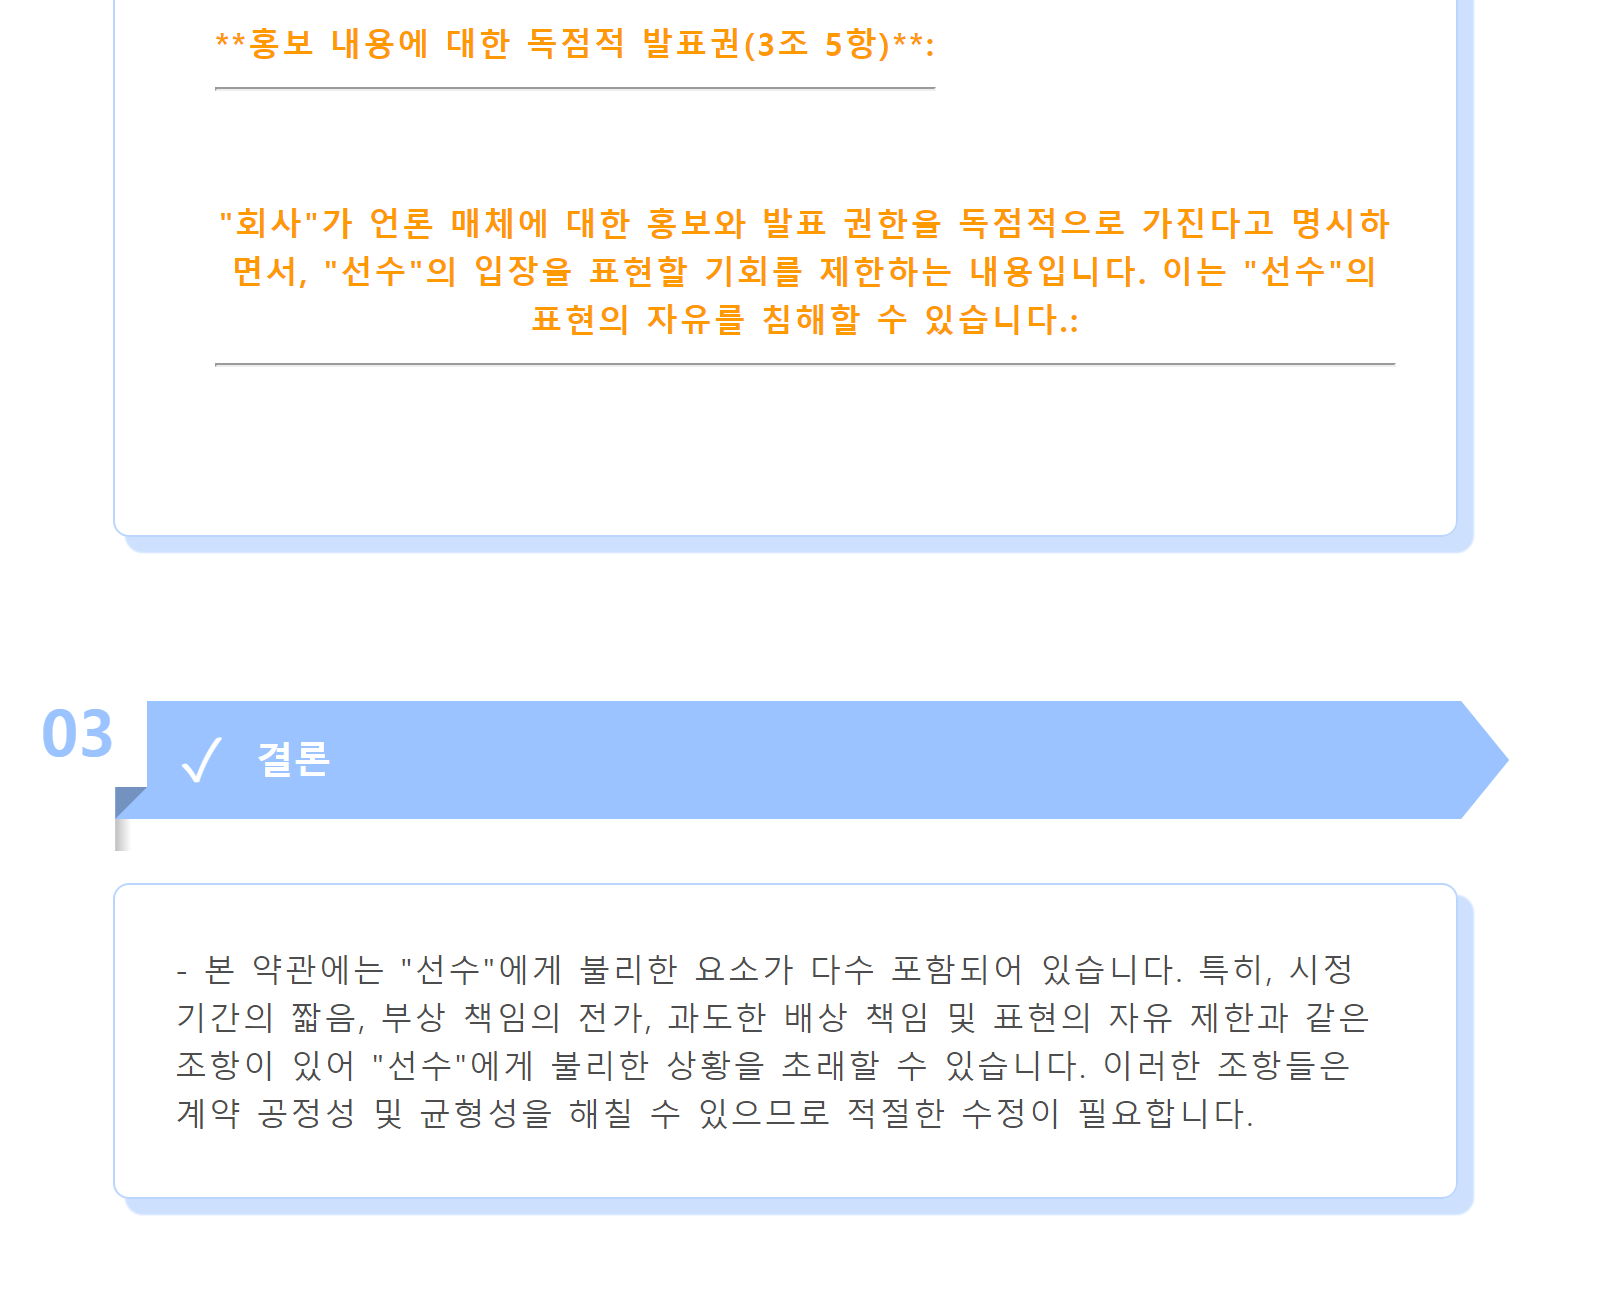 **홍보 내용에 대한 독점적 발표권(3조 5항)**:
"회사"가 언론 매체에 대한 홍보와 발표 권한을 독점적으로 가진다고 명시하
면서, "선수"의 입장을 표현할 기회를 제한하는 내용입니다. 이는 "선수"의
표현의 자유를 침해할 수 있습니다.:
03
✓ 결론
- 본 약관에는 "선수"에게 불리한 요소가 다수 포함되어 있습니다. 특히, 시정
기간의 짧음, 부상 책임의 전가, 과도한 배상 책임 및 표현의 자유 제한과 같은
조항이 있어 "선수"에게 불리한 상황을 초래할 수 있습니다. 이러한 조항들은
계약 공정성 및 균형성을 해칠 수 있으므로 적절한 수정이 필요합니다.